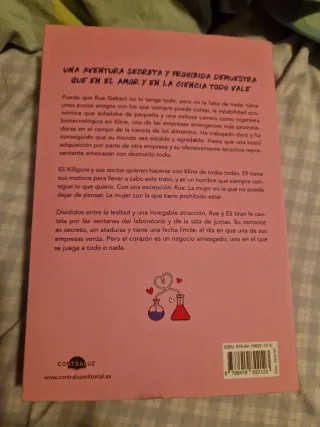 UNA AVENTURA SECRETA Y PROHIBIDA DEMUESTRA
QUE EN EL AMOR Y EN LA CIENCIA TODO VALE
Puede que Rue Siebert no lo tenga todo, pero no le falta de nada: tiene
unos pocos amigos con los que siempre puede contar, la estabilidad eco-
nómica que anhelaba de pequeña y una exitosa carrera como ingeniera
biotecnológica en Kline, una de las empresas emergentes más promete-
doras en el campo de la ciencia de los alimentos. Ha trabajado duro y ha
conseguido que su mundo sea estable y agradable. Hasta que una hostil
adquisición por parte de otra empresa y su ofensivamente atractivo repre-
sentante amenazan con destruirlo todo.
Eli Killgore y sus socios quieren hacerse con Kline de todas todas. Eli tiene
sus motivos para llevar a cabo este trato, y es un hombre que siempre con-
sigue lo que quiere. Con una excepción: Rue. La mujer en la que no puede
dejar de pensar. La mujer con la que tiene prohibido estar.
Divididos entre la lealtad y una innegable atracción, Rue y Eli tiran la cau-
tela por las ventanas del laboratorio y de la sala de juntas. Su romance
es secreto, sin ataduras y tiene una fecha límite: el día en que una de sus
empresas venza. Pero el corazón es un negocio arriesgado, uno en el que
se juega a todo o nada.
CONTRALUZ
www.contraluzeditorial.es